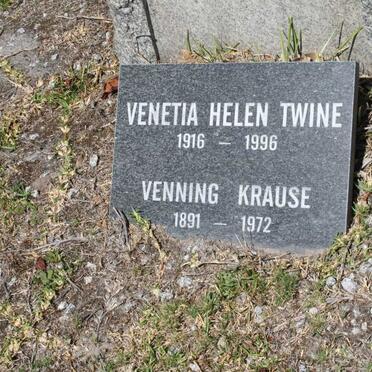 VENETIA HELEN TWINE
1916 — 1996
VENNING KRAUSE
1891 — 1972